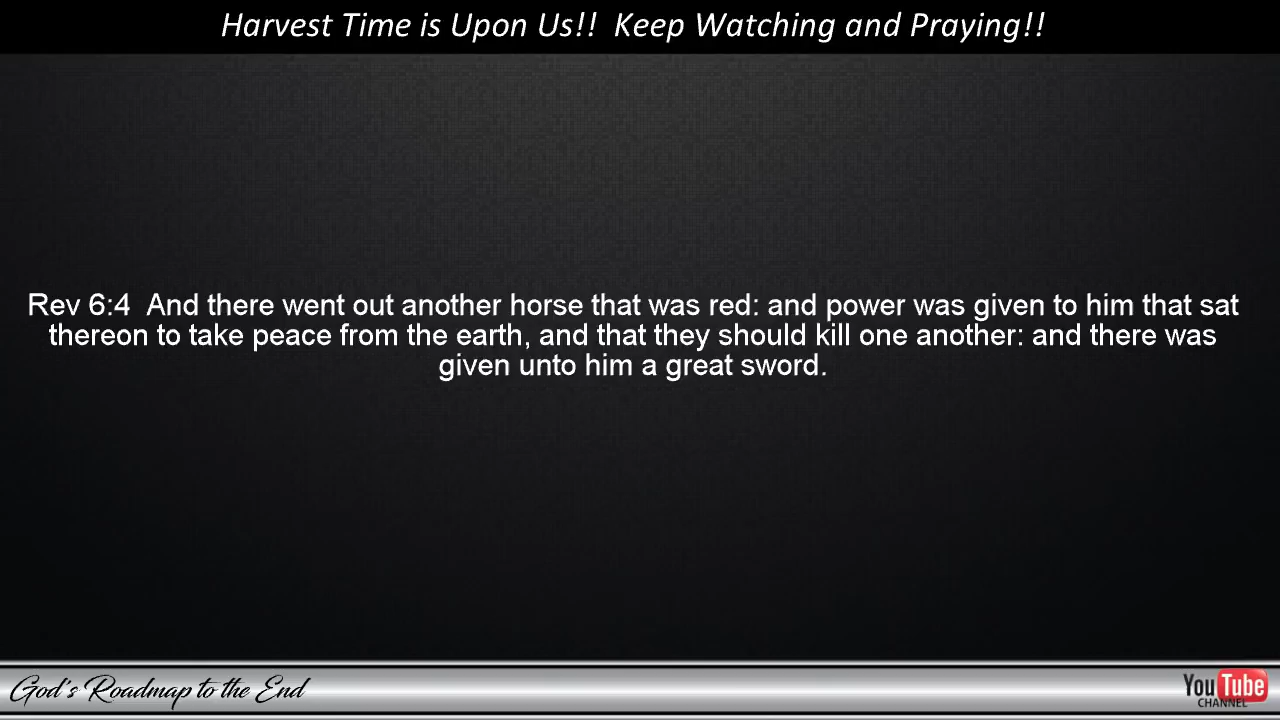 Harvest Time is Upon Us!!  Keep Watching and Praying!!
Rev 6:4  And there went out another horse that was red: and power was given to him that sat
thereon to take peace from the earth, and that they should kill one another: and there was
given unto him a great sword.
God's Roadmap to the End
YouTube
CHANNEL